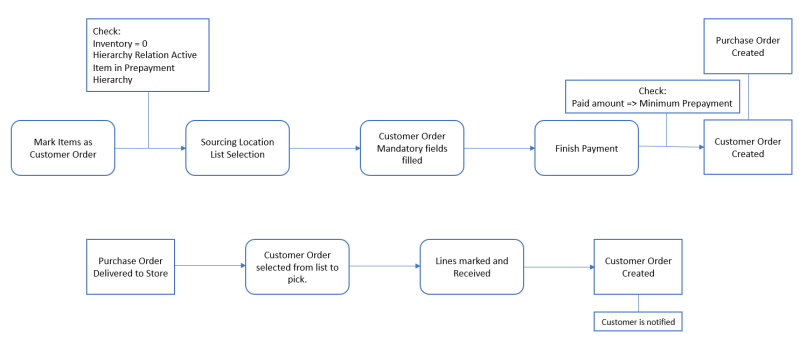 Check:
Inventory = 0
Hierarchy Relation Active
Item in Prepayment
Hierarchy
Purchase Order
Created
Check:
Paid amount => Minimum Prepayment
Mark Items as
Customer Order
Sourcing Location
List Selection
Customer Order
Mandatory fields
filled
Finish Payment
Customer Order
Created
Purchase Order
Delivered to Store
Customer Order
selected from list to
pick.
Lines marked and
Received
Customer Order
Created
Customer is notified